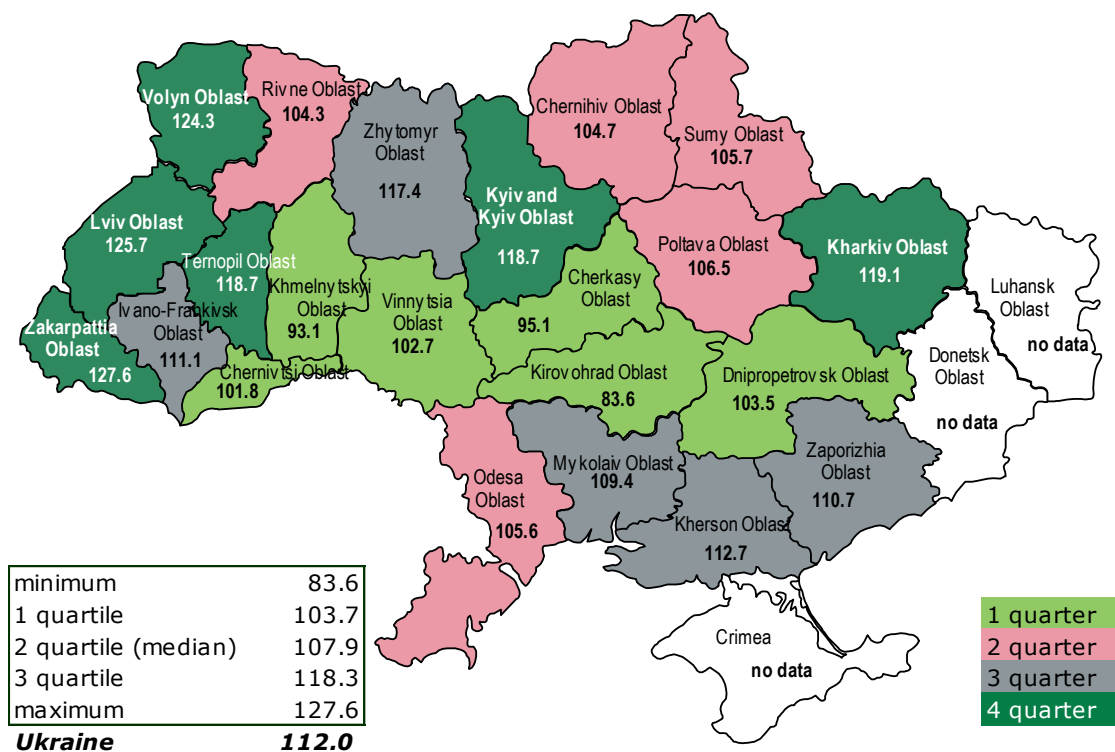 Volyn Oblast
124.3
Rivne Oblast
104.3
Zhytomyr
Oblast
117.4
Chernihiv Oblast
104.7
Sumy Oblast
105.7
Kyiv and
Kyiv Oblast
118.7
Lviv Oblast
125.7
Ternopil Oblast
118.7
Khmelnytskyi
Oblast
93.1
Vinnytsia
Oblast
102.7
Cherkasy
Oblast
95.1
Poltava Oblast
106.5
Kharkiv Oblast
119.1
Luhansk
Oblast
no data
Donetsk
Oblast
no data
Zakarpattia
Oblast
127.6
Ivano-Frankivsk
Oblast
111.1
Chernivtsi Oblast
101.8
Kirovohrad Oblast
83.6
Dnipropetrovsk Oblast
103.5
Odesa
Oblast
105.6
Mykolaiv Oblast
109.4
Zaporizhia
Oblast
110.7
Kherson Oblast
112.7
Crimea
no data
minimum 83.6
1 quartile 103.7
2 quartile (median) 107.9
3 quartile 118.3
maximum 127.6
Ukraine 112.0
1 quarter
2 quarter
3 quarter
4 quarter